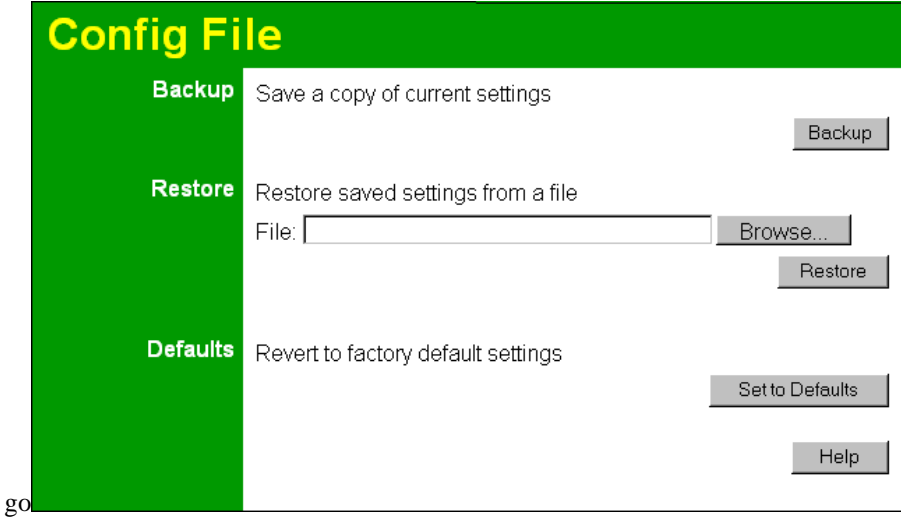 Config File
Backup Save a copy of current settings
Backup
Restore Restore saved settings from a file
File: Browse...
Restore
Defaults Revert to factory default settings
Set to Defaults
Help
go